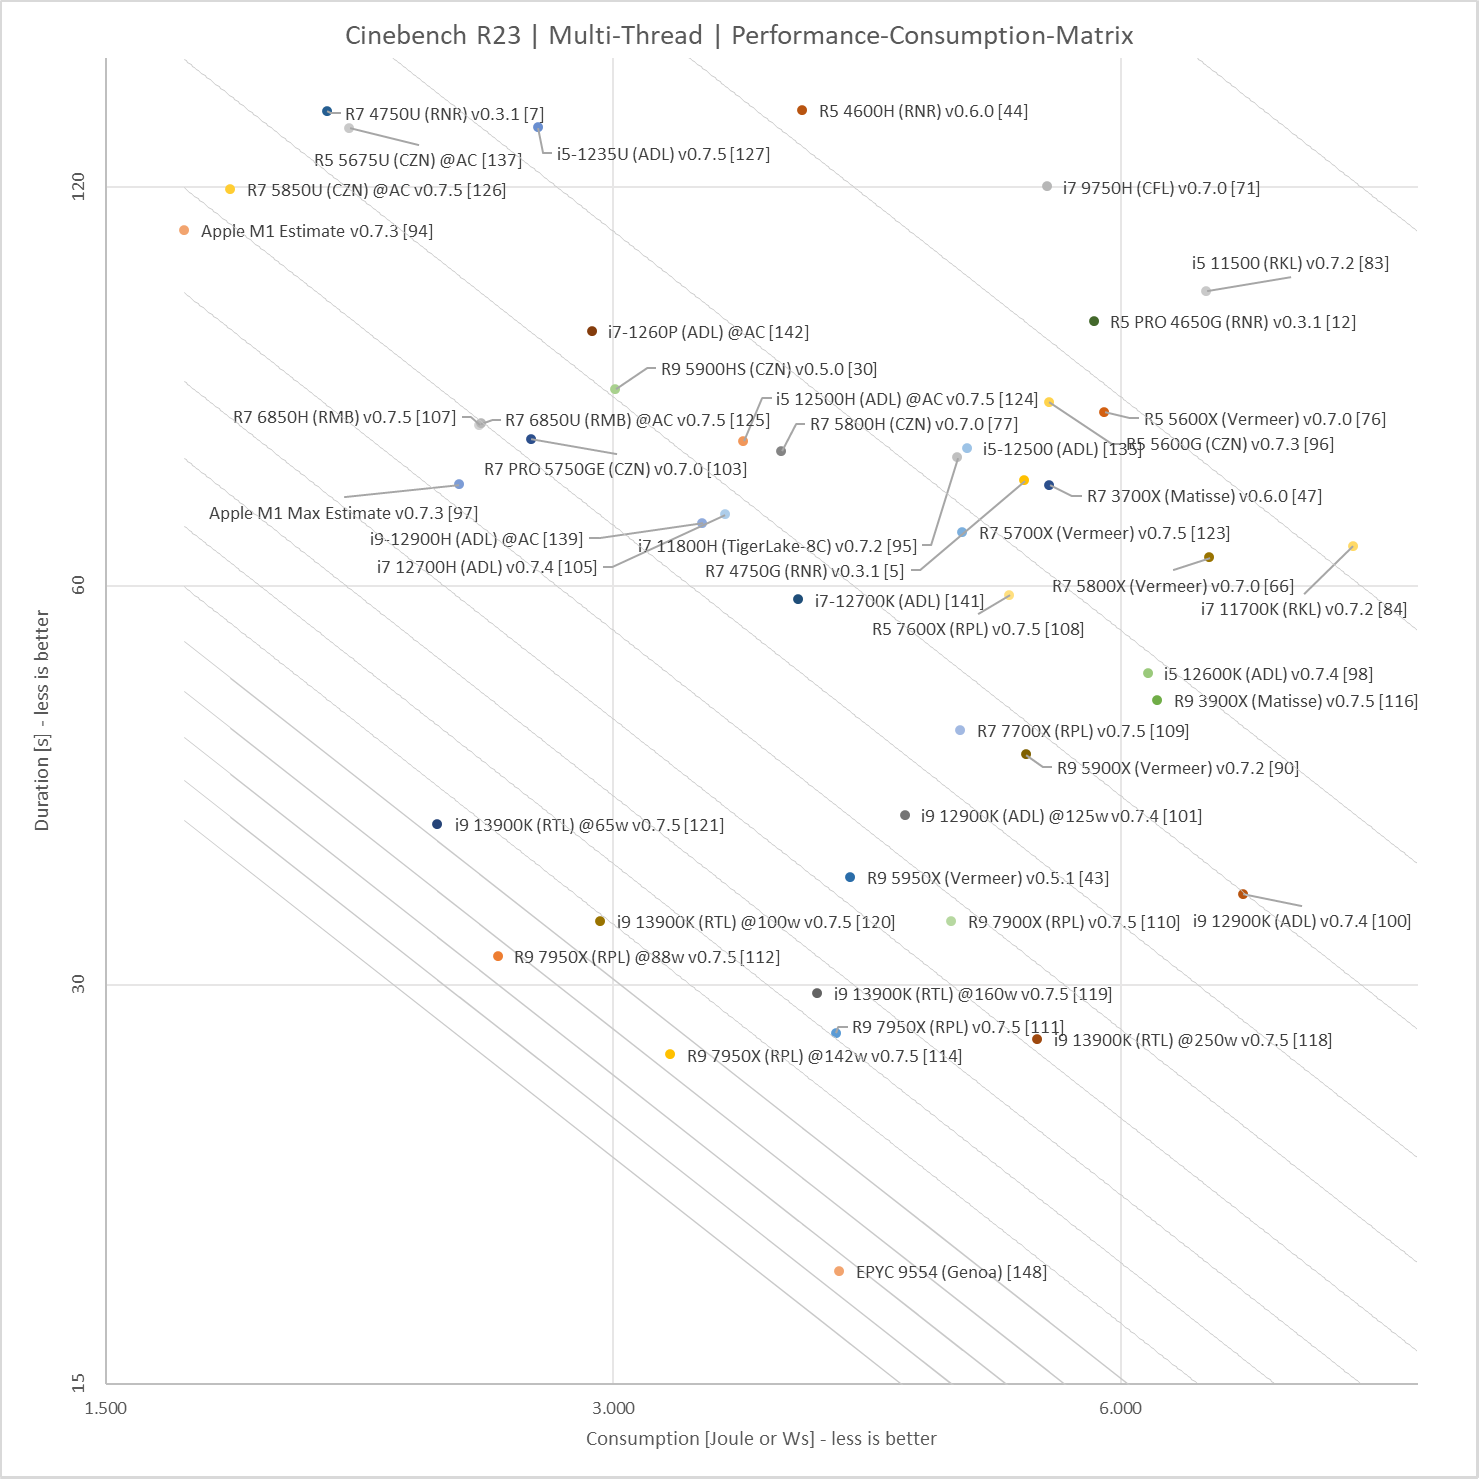 Cinebench R23 | Multi-Thread | Performance-Consumption-Matrix
R7 4750U (RNR) v0.3.1 [7]
R5 4600H (RNR) v0.6.0 [44]
R5 5675U (CZN) @AC [137]
i5-1235U (ADL) v0.7.5 [127]
120
R7 5850U (CZN) @AC v0.7.5 [126]
i7 9750H (CFL) v0.7.0 [71]
Apple M1 Estimate v0.7.3 [94]
i5 11500 (RKL) v0.7.2 [83]
R5 PRO 4650G (RNR) v0.3.1 [12]
i7-1260P (ADL) @AC [142]
R9 5900HS (CZN) v0.5.0 [30]
i5 12500H (ADL) @AC v0.7.5 [124]
R7 6850H (RMB) v0.7.5 [107]
R7 6850U (RMB) @AC v0.7.5 [125]
R7 5800H (CZN) v0.7.0 [77]
R5 5600X (Vermeer) v0.7.0 [76]
R5 5600G (CZN) v0.7.3 [96]
i5-12500 (ADL) [135]
R7 PRO 5750GE (CZN) v0.7.0 [103]
R7 3700X (Matisse) v0.6.0 [47]
Apple M1 Max Estimate v0.7.3 [97]
i9-12900H (ADL) @AC [139]
R7 5700X (Vermeer) v0.7.5 [123]
i7 11800H (TigerLake-8C) v0.7.2 [95]
i7 12700H (ADL) v0.7.4 [105]
R7 4750G (RNR) v0.3.1 [5]
60
R7 5800X (Vermeer) v0.7.0 [66]
i7-12700K (ADL) [141]
i7 11700K (RKL) v0.7.2 [84]
R5 7600X (RPL) v0.7.5 [108]
i5 12600K (ADL) v0.7.4 [98]
R9 3900X (Matisse) v0.7.5 [116]
Duration [s] - less is better
R7 7700X (RPL) v0.7.5 [109]
R9 5900X (Vermeer) v0.7.2 [90]
i9 12900K (ADL) @125w v0.7.4 [101]
i9 13900K (RTL) @65w v0.7.5 [121]
R9 5950X (Vermeer) v0.5.1 [43]
i9 13900K (RTL) @100w v0.7.5 [120]
R9 7900X (RPL) v0.7.5 [110]
i9 12900K (ADL) v0.7.4 [100]
R9 7950X (RPL) @88w v0.7.5 [112]
30
i9 13900K (RTL) @160w v0.7.5 [119]
R9 7950X (RPL) v0.7.5 [111]
i9 13900K (RTL) @250w v0.7.5 [118]
R9 7950X (RPL) @142w v0.7.5 [114]
EPYC 9554 (Genoa) [148]
15
1.500
3.000
6.000
Consumption [Joule or Ws] - less is better